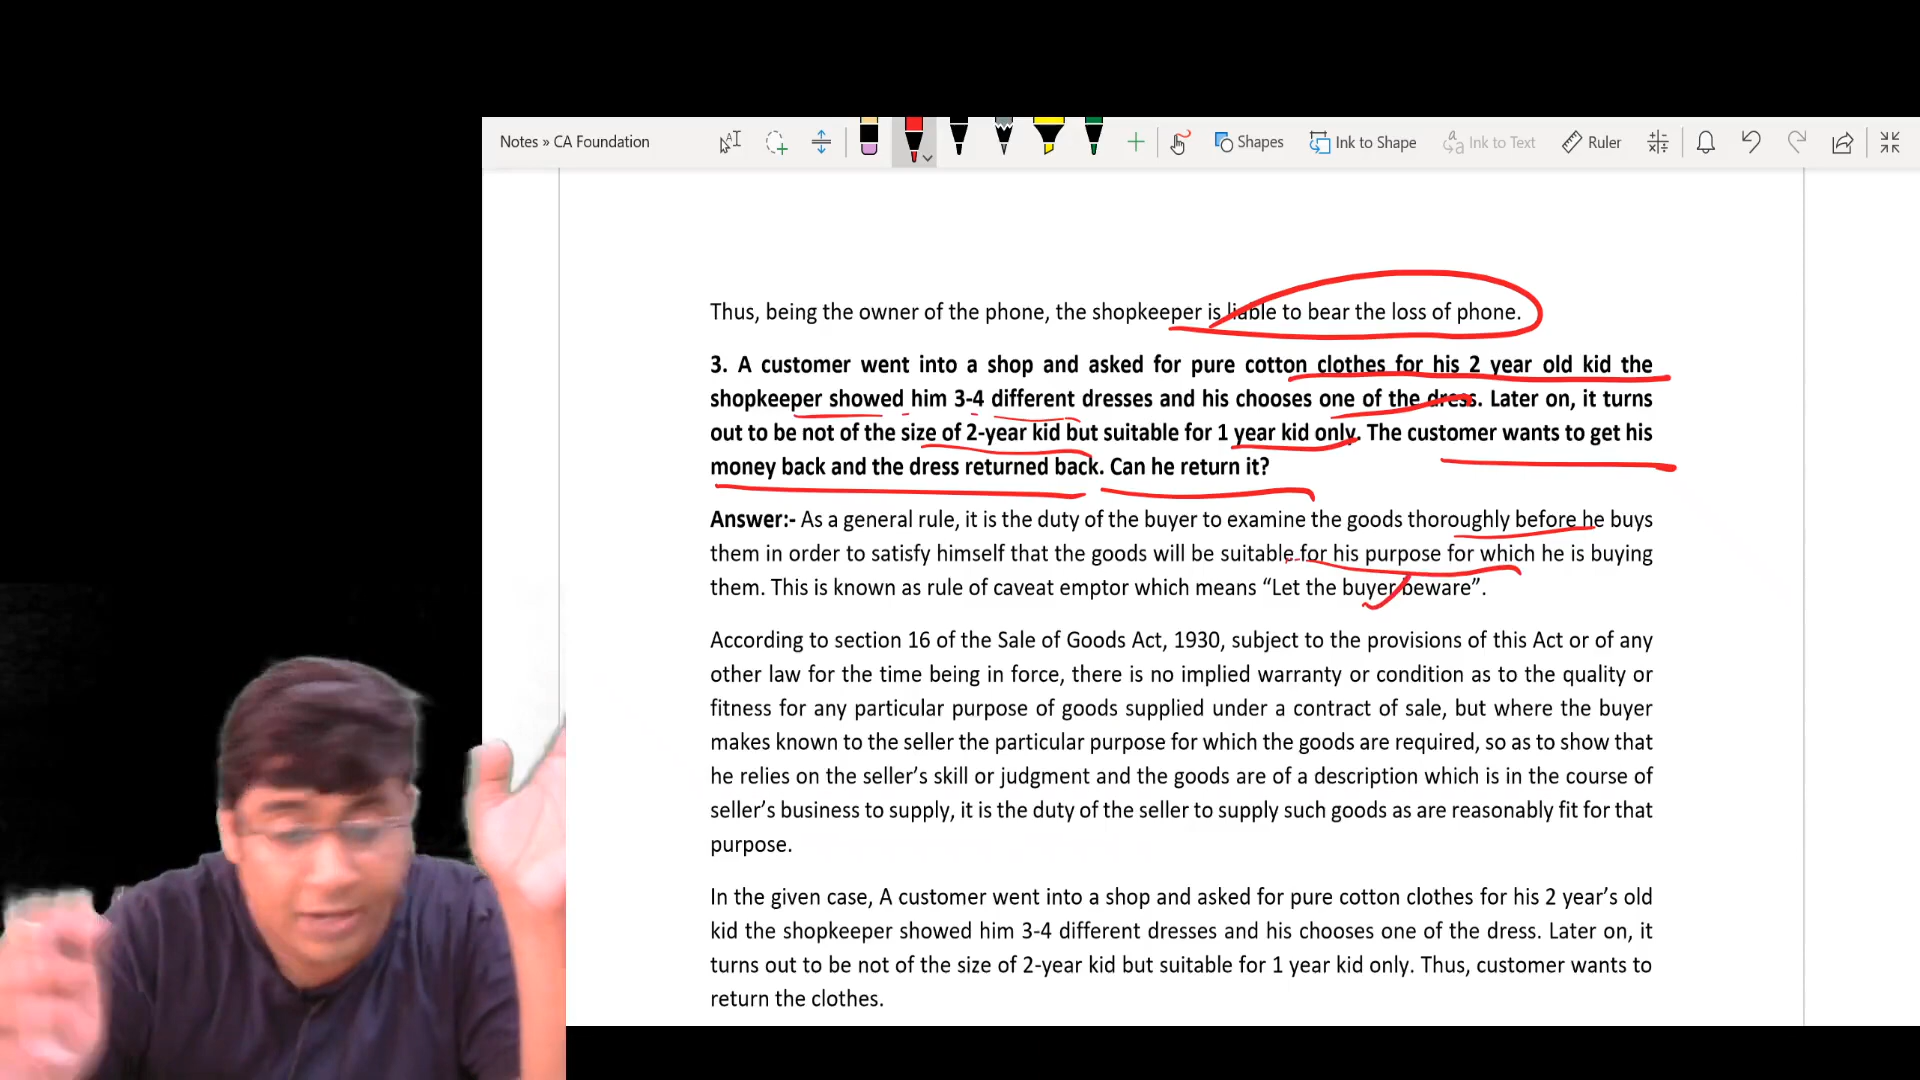 Notes » CA Foundation
Shapes
Ink to Shape
Ink to Text
Ruler
Thus, being the owner of the phone, the shopkeeper is liable to bear the loss of phone.
3. A customer went into a shop and asked for pure cotton clothes for his 2 year old kid the
shopkeeper showed him 3-4 different dresses and his chooses one of the dress. Later on, it turns
out to be not of the size of 2-year kid but suitable for 1 year kid only. The customer wants to get his
money back and the dress returned back. Can he return it?
Answer:- As a general rule, it is the duty of the buyer to examine the goods thoroughly before he buys
them in order to satisfy himself that the goods will be suitable for his purpose for which he is buying
them. This is known as rule of caveat emptor which means “Let the buyer beware”.
According to section 16 of the Sale of Goods Act, 1930, subject to the provisions of this Act or of any
other law for the time being in force, there is no implied warranty or condition as to the quality or
fitness for any particular purpose of goods supplied under a contract of sale, but where the buyer
makes known to the seller the particular purpose for which the goods are required, so as to show that
he relies on the seller’s skill or judgment and the goods are of a description which is in the course of
seller’s business to supply, it is the duty of the seller to supply such goods as are reasonably fit for that
purpose.
In the given case, A customer went into a shop and asked for pure cotton clothes for his 2 year’s old
kid the shopkeeper showed him 3-4 different dresses and his chooses one of the dress. Later on, it
turns out to be not of the size of 2-year kid but suitable for 1 year kid only. Thus, customer wants to
return the clothes.